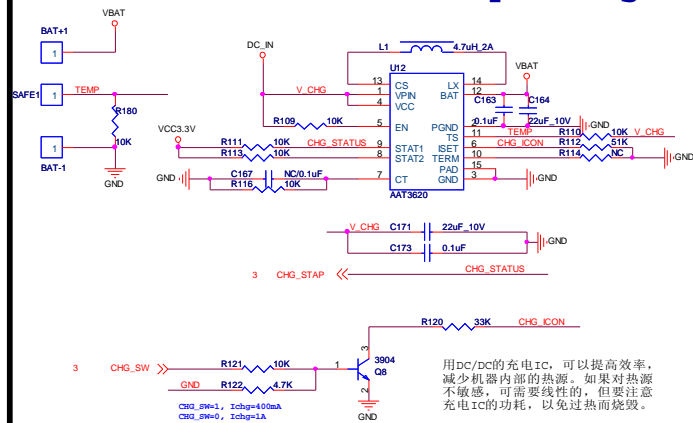 BAT+1
1
VBAT
SAFE1
1
TEMP
R180
10K
1
BAT-1
GND
DC_IN
L1
4.7uH_2A
U12
VBAT
V_CHG
13 CS LX 14
1 VPIN BAT 12
4 VCC
C163
C164
0.1uF
22uF_10V
R109 10K
5 EN PGND
GND
TS 11 TEMP R110 10K V_CHG
VCC3.3V
R111 10K CHG_STATUS 9 STAT1 ISET 6 CHG_ICON R112 51K
R113 10K 8 STAT2 TERM 10 R114 NC
GND
PAD 15
GND C167 NC/0.1uF 7 CT GND 3 GND
R116 10K
AAT3620
V_CHG C171 22uF_10V
GND
C173 0.1uF
3 CHG_STAP CHG_STATUS
R120 33K CHG_ICON
3
3 CHG_SW R121 10K 1 3904
Q8
GND R122 4.7K
2
CHG_SW=1, Ichg=400mA
CHG_SW=0, Ichg=1A
GND
用DC/DC的充电IC，可以提高效率，
减少机器内部的热源。如果对热源
不敏感，可需要线性的，但要注意
充电IC的功耗，以免过热而烧毁。